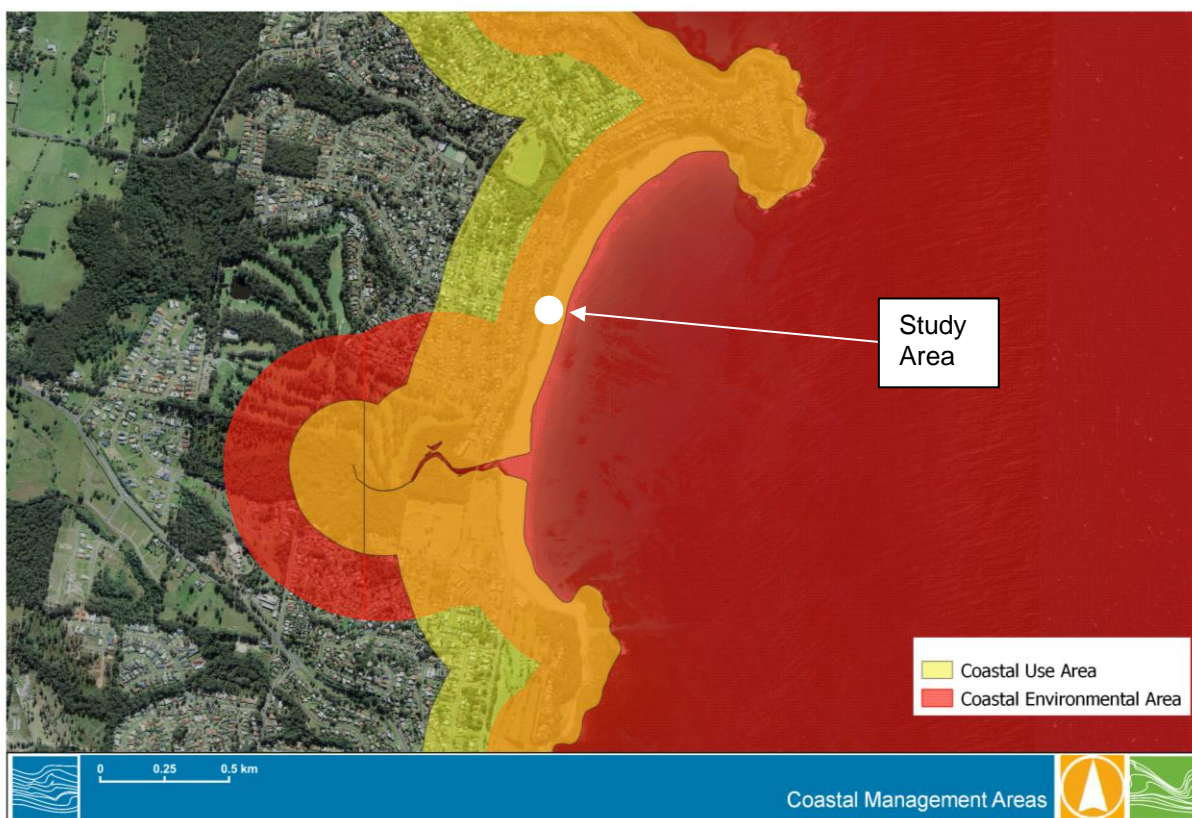 Study
Area
Coastal Use Area
Coastal Environmental Area
0 0.25 0.5 km
Coastal Management Areas